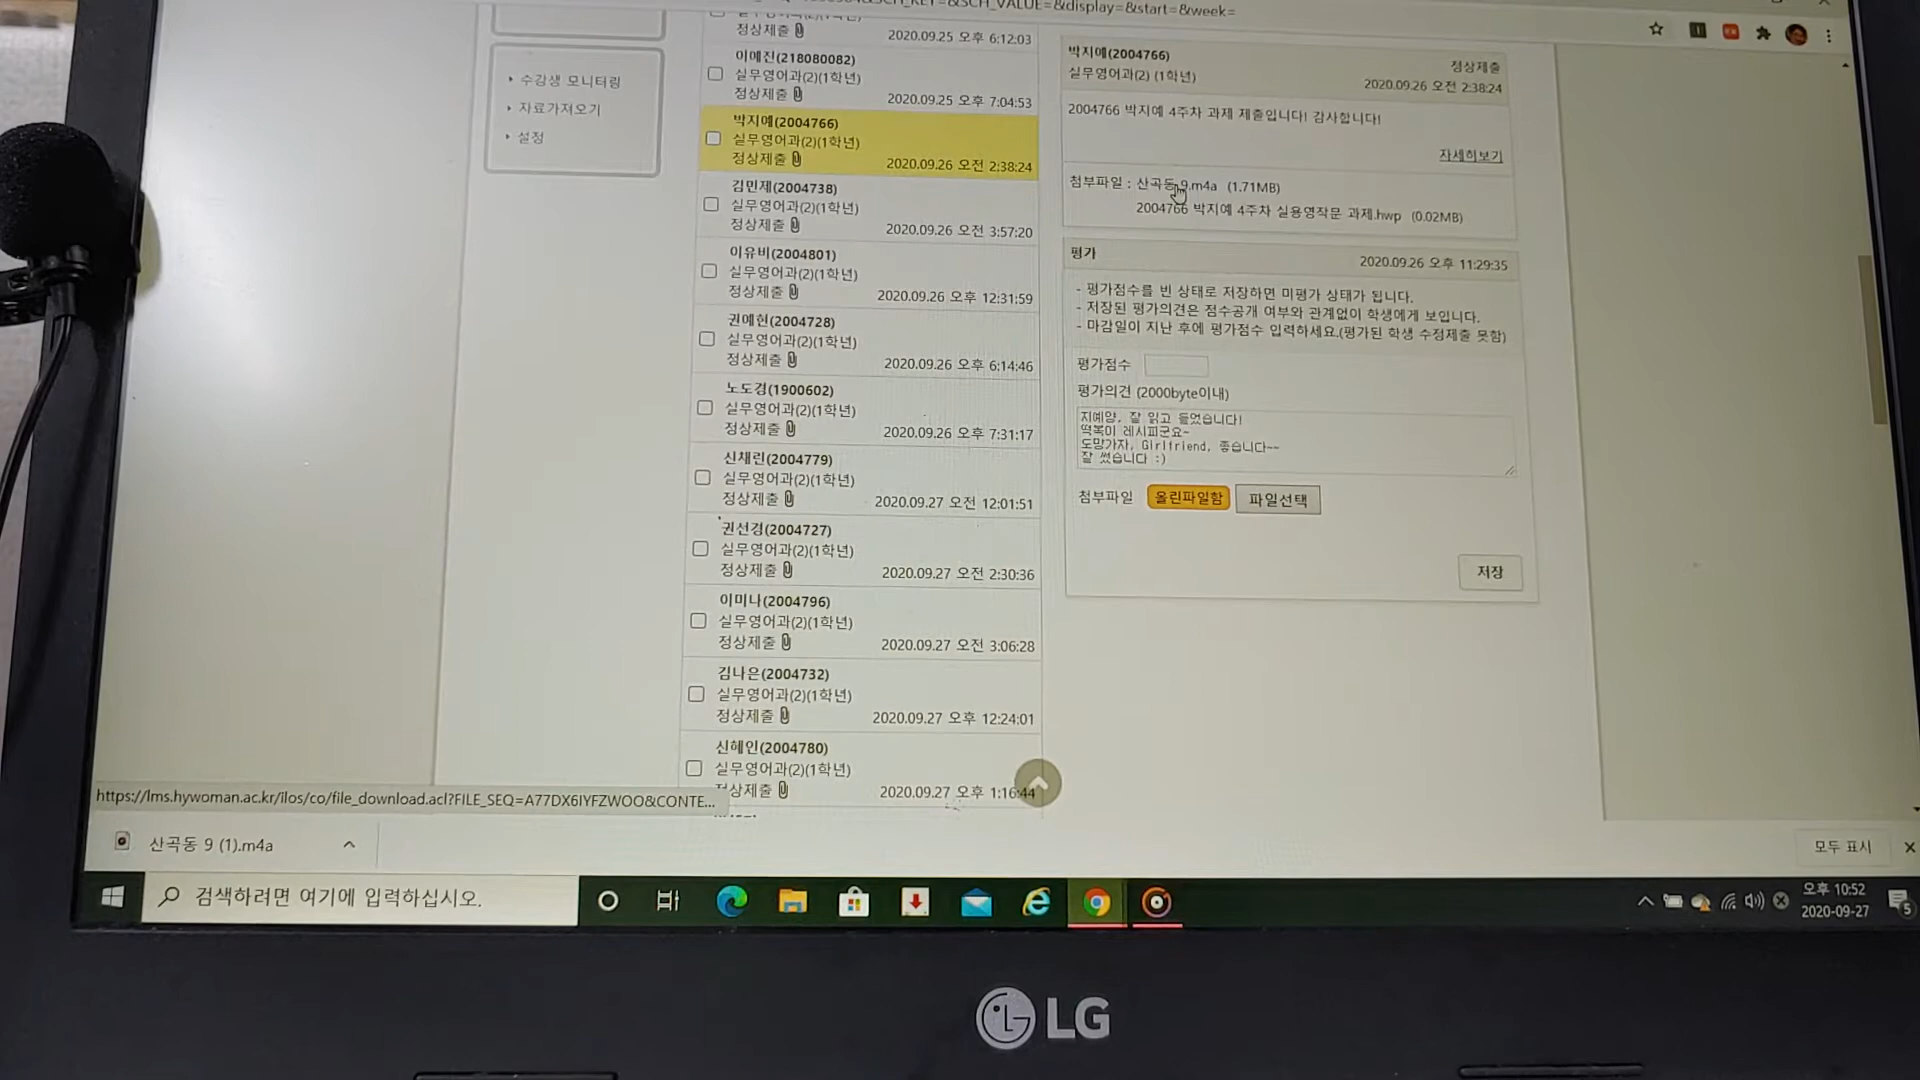 &SCH_VALUE=&display=&start=&week=
수강생 모니터링
자료가져오기
설정
정상제출
2020.09.25 오후 6:12:03
이예진(218080082)
실무영어과(2)(1학년)
정상제출
2020.09.25 오후 7:04:53
박지예(2004766)
실무영어과(2)(1학년)
정상제출
2020.09.26 오전 2:38:24
김민제(2004738)
실무영어과(2)(1학년)
정상제출
2020.09.26 오전 3:57:20
이유비(2004801)
실무영어과(2)(1학년)
정상제출
2020.09.26 오후 12:31:59
권예현(2004728)
실무영어과(2)(1학년)
정상제출
2020.09.26 오후 6:14:46
노도경(1900602)
실무영어과(2)(1학년)
정상제출
2020.09.26 오후 7:31:17
신채린(2004779)
실무영어과(2)(1학년)
정상제출
2020.09.27 오전 12:01:51
권선경(2004727)
실무영어과(2)(1학년)
정상제출
2020.09.27 오전 2:30:36
이미나(2004796)
실무영어과(2)(1학년)
정상제출
2020.09.27 오전 3:06:28
김나은(2004732)
실무영어과(2)(1학년)
정상제출
2020.09.27 오후 12:24:01
신혜인(2004780)
실무영어과(2)(1학년)
정상제출
2020.09.27 오후 1:16:44
박지예(2004766)
정상제출
실무영어과(2) (1학년)
2020.09.26 오전 2:38:24
2004766 박지예 4주차 과제 제출입니다! 감사합니다!
자세히보기
첨부파일 : 산곡동 9.m4a (1.71MB)
2004766 박지예 4주차 실용영작문 과제.hwp (0.02MB)
평가
2020.09.26 오후 11:29:35
- 평가점수를 빈 상태로 저장하면 미평가 상태가 됩니다.
- 저장된 평가의견은 점수공개 여부와 관계없이 학생에게 보입니다.
- 마감일이 지난 후에 평가점수 입력하세요.(평가된 학생 수정제출 못함)
평가점수
평가의견 (2000byte이내)
지예양, 잘 읽고 들었습니다!
떡볶이 레시피군요~
도망가자, Girlfriend, 좋습니다~~
잘 썼습니다 :)
첨부파일 올린파일함 파일선택
저장
https://lms.hywoman.ac.kr/ilos/co/file_download.acl?FILE_SEQ=A77DX6IYFZWOO&CONTE...
산곡동 9 (1).m4a
모두 표시
검색하려면 여기에 입력하십시오.
오후 10:52
2020-09-27
5
LG